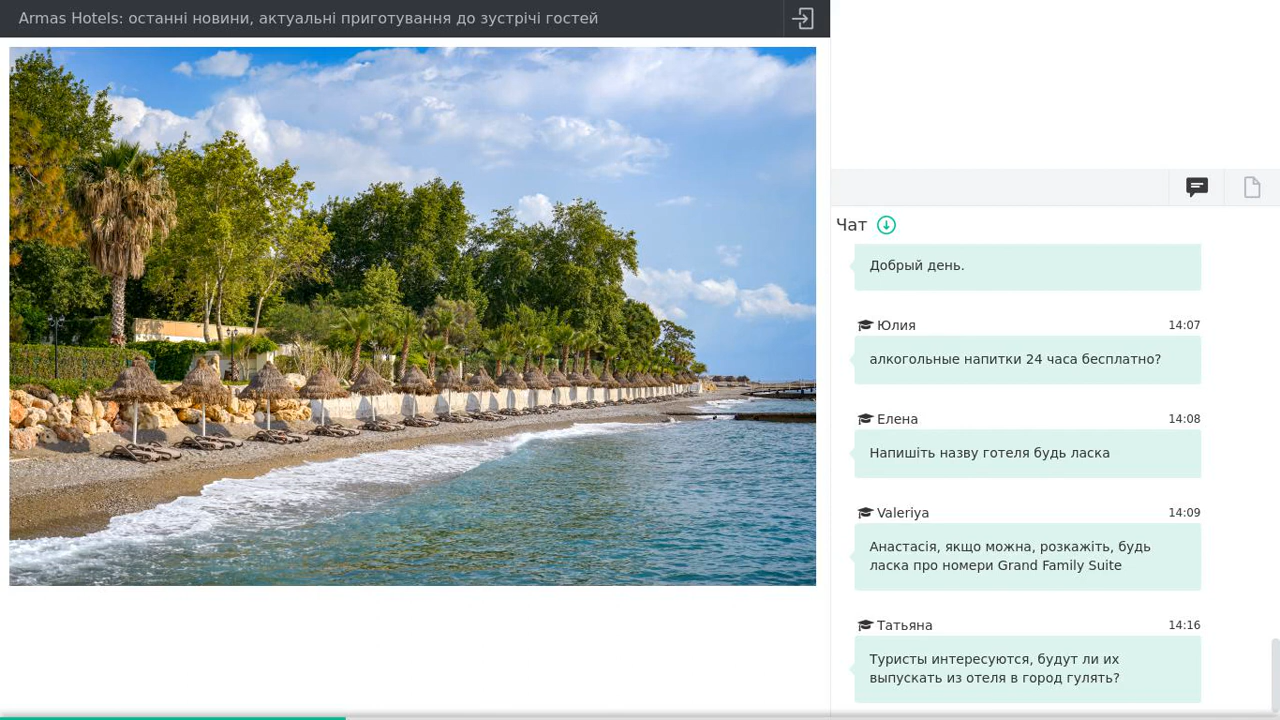 Armas Hotels: останні новини, актуальні приготування до зустрічі гостей
Чат
Добрый день.
Юлия 14:07
алкогольные напитки 24 часа бесплатно?
Елена 14:08
Напишіть назву готеля будь ласка
Valeriya 14:09
Анастасія, якщо можна, розкажіть, будь
ласка про номери Grand Family Suite
Татьяна 14:16
Туристы интересуются, будут ли их
выпускать из отеля в город гулять?